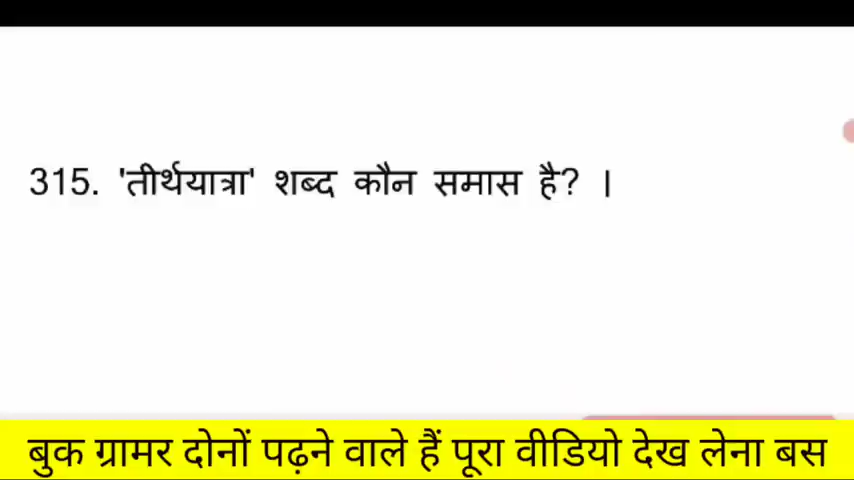 315. 'तीर्थयात्रा' शब्द कौन समास है? ।
बुक ग्रामर दोनों पढ़ने वाले हैं पूरा वीडियो देख लेना बस